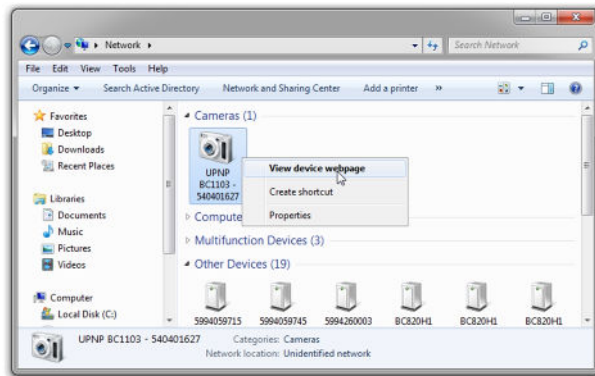 Network
Search Network
File Edit View Tools Help
Organize Search Active Directory Network and Sharing Center Add a printer »
Favorites
Desktop
Downloads
Recent Places
Libraries
Documents
Music
Pictures
Videos
Computer
Local Disk (C:)
Cameras (1)
UPNP
BC1103 -
540401627
View device webpage
Create shortcut
Properties
Compute
Multifunction Devices (3)
Other Devices (19)
5994059715 5994059745 5994260003 BC820H1 BC820H1 BC820H1
UPNP BC1103 - 540401627 Categories: Cameras
Network location: Unidentified network